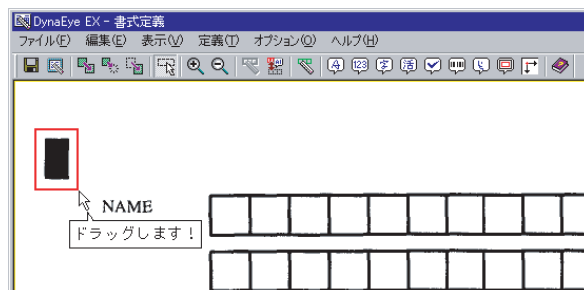 DynaEye EX - 書式定義
ファイル(F) 編集(E) 表示(V) 定義(T) オプション(O) ヘルプ(H)
NAME
ドラッグします！